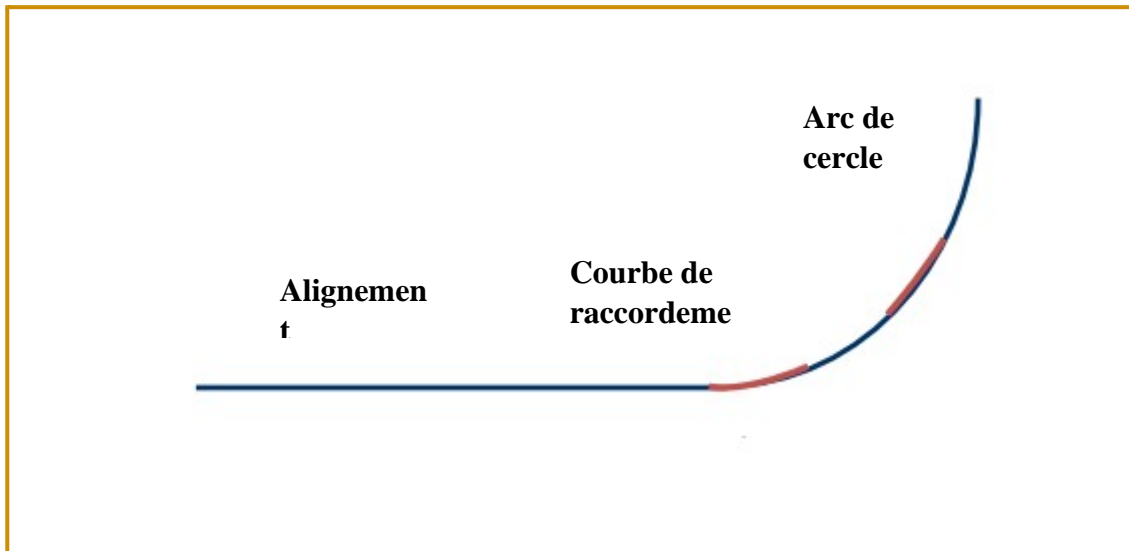 Arc de
cercle
Alignemen
t
Courbe de
raccordeme